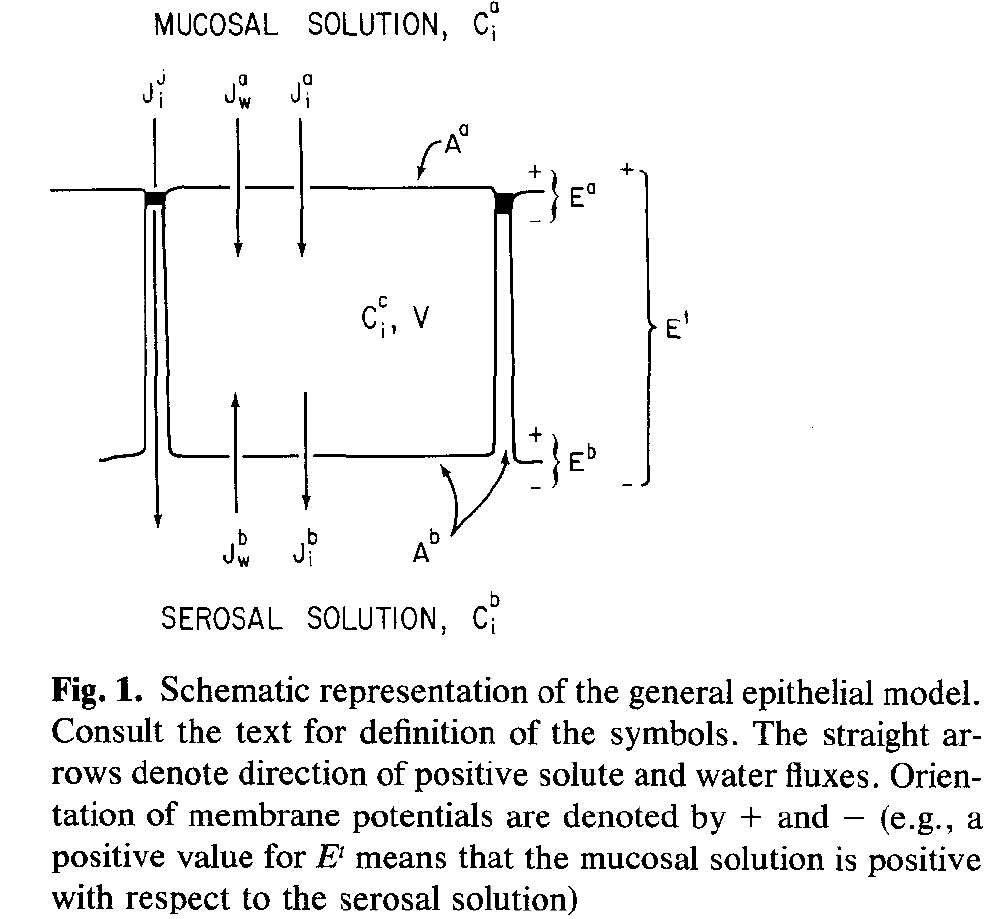 MUCOSAL SOLUTION, Cᵢᵃ
Jᵢʲ Jwᵃ Jᵢᵃ
Aᵃ
+ +
Eᵃ
−
Cᵢᶜ, V
Eᵗ
+
Eᵇ
− −
Jwᵇ Jᵢᵇ Aᵇ
SEROSAL SOLUTION, Cᵢᵇ
Fig. 1. Schematic representation of the general epithelial model.
Consult the text for definition of the symbols. The straight ar-
rows denote direction of positive solute and water fluxes. Orien-
tation of membrane potentials are denoted by + and − (e.g., a
positive value for Eᵗ means that the mucosal solution is positive
with respect to the serosal solution)